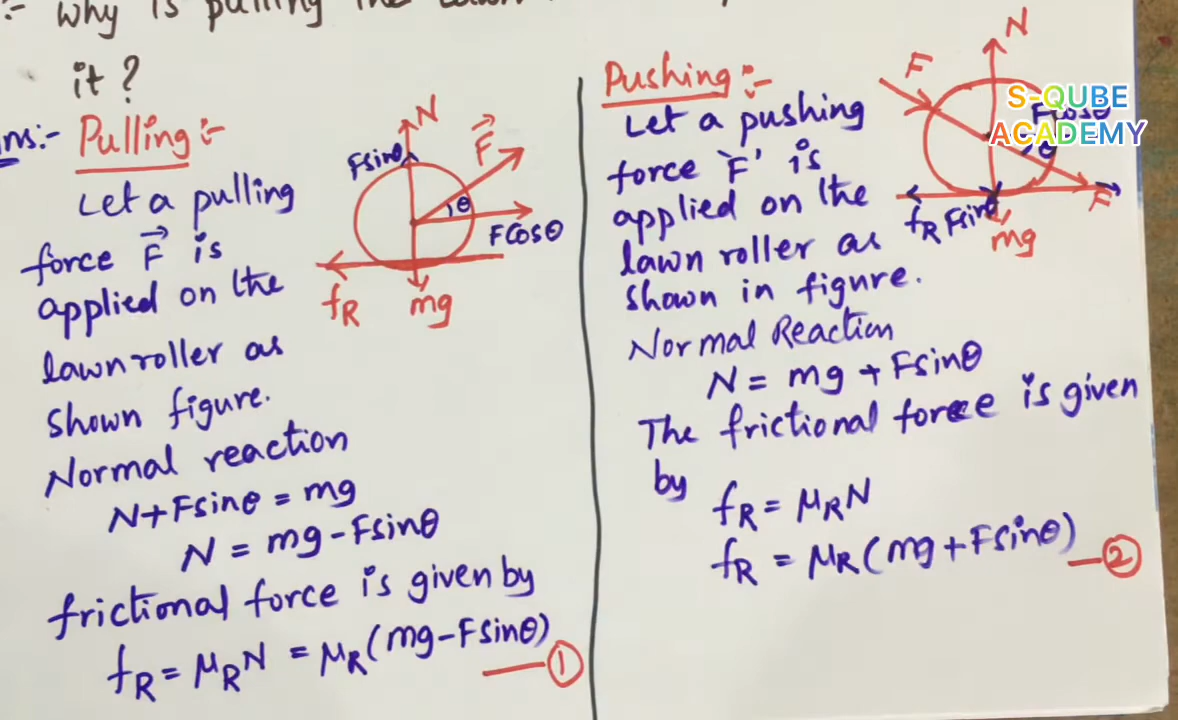 :- why is pulling the lawn
it?
Ans:- Pulling :-
Let a pulling
force F⃗ is
applied on the
lawn roller as
shown figure.
Normal reaction
N+Fsinθ = mg
N = mg-Fsinθ
frictional force is given by
fR = μRN = μR(mg-Fsinθ) —①
N
Fsinθ
F⃗
θ
FCosθ
fR
mg
Pushing :-
Let a pushing
force 'F' is
applied on the
lawn roller as
shown in figure.
Normal Reaction
N = mg + Fsinθ
The frictional force is given
by
fR = μRN
fR = μR(mg+Fsinθ) —②
N
F
S-QUBE
FCosθ
ACADEMY
θ
F
fR Fsinθ
mg